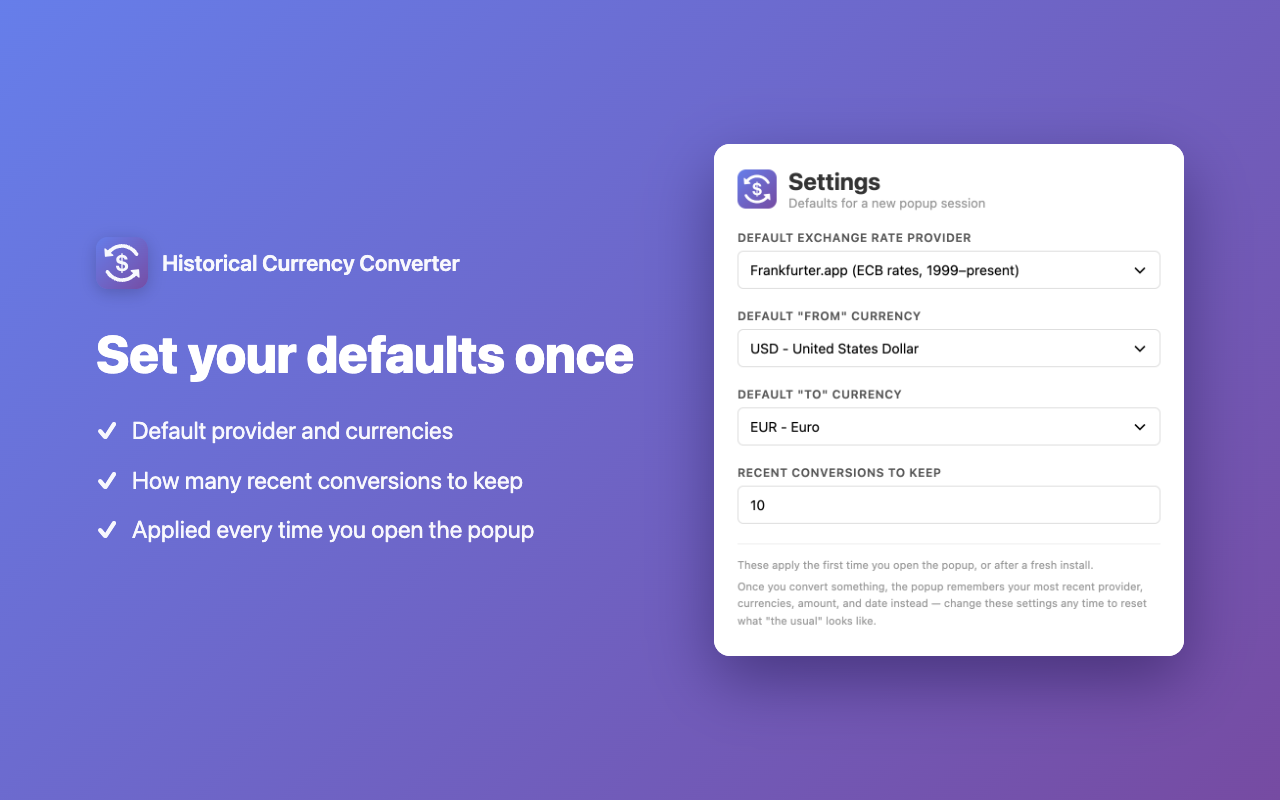 Historical Currency Converter
Set your defaults once
Default provider and currencies
How many recent conversions to keep
Applied every time you open the popup
$
Settings
Defaults for a new popup session
DEFAULT EXCHANGE RATE PROVIDER
Frankfurter.app (ECB rates, 1999–present)
DEFAULT "FROM" CURRENCY
USD - United States Dollar
DEFAULT "TO" CURRENCY
EUR - Euro
RECENT CONVERSIONS TO KEEP
10
These apply the first time you open the popup, or after a fresh install.
Once you convert something, the popup remembers your most recent provider,
currencies, amount, and date instead — change these settings any time to reset
what "the usual" looks like.